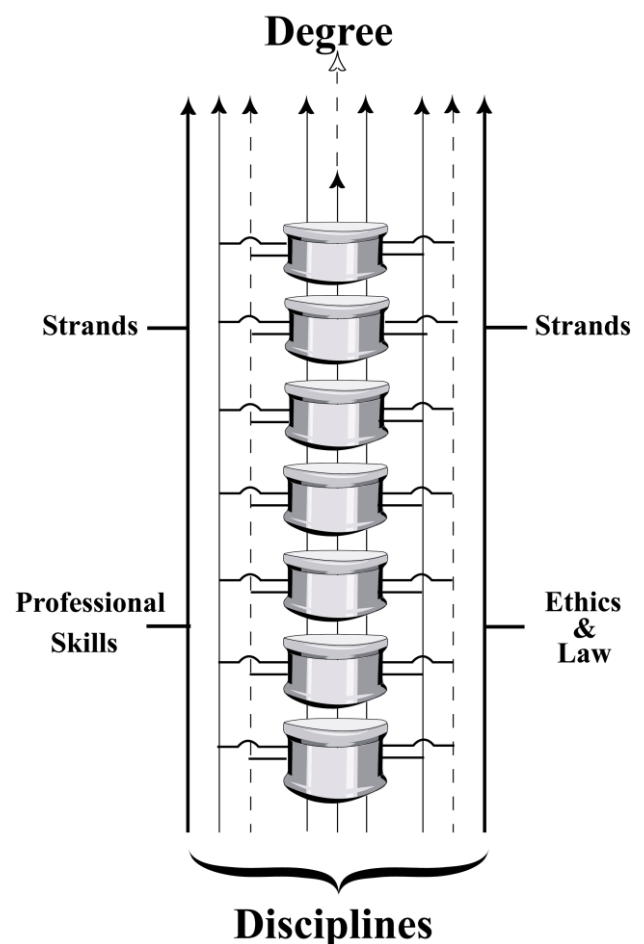 Degree
Strands
Strands
Professional
Skills
Ethics
&
Law
Disciplines